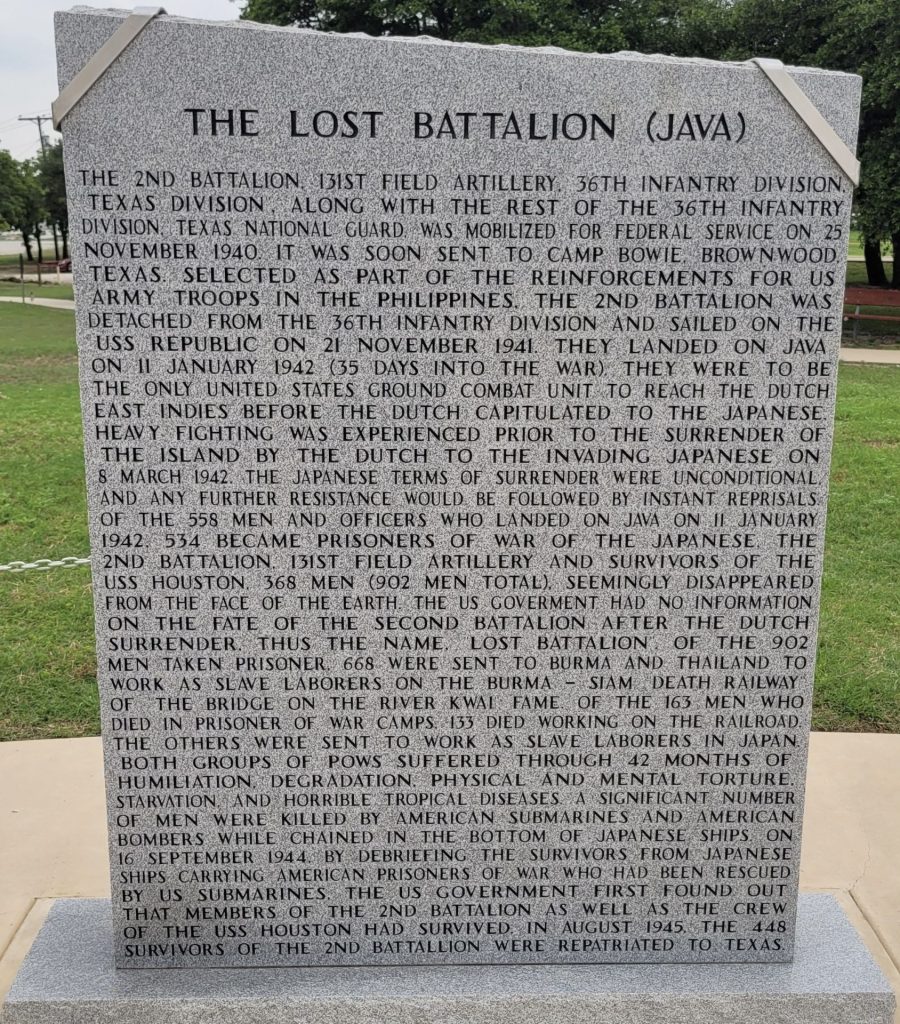 THE LOST BATTALION (JAVA)
THE 2ND BATTALION, 131ST FIELD ARTILLERY, 36TH INFANTRY DIVISION,
TEXAS DIVISION, ALONG WITH THE REST OF THE 36TH INFANTRY
DIVISION, TEXAS NATIONAL GUARD, WAS MOBILIZED FOR FEDERAL SERVICE ON 25
NOVEMBER 1940. IT WAS SOON SENT TO CAMP BOWIE, BROWNWOOD,
TEXAS. SELECTED AS PART OF THE REINFORCEMENTS FOR US
ARMY TROOPS IN THE PHILIPPINES, THE 2ND BATTALION WAS
DETACHED FROM THE 36TH INFANTRY DIVISION AND SAILED ON THE
USS REPUBLIC ON 21 NOVEMBER 1941. THEY LANDED ON JAVA
ON 11 JANUARY 1942 (35 DAYS INTO THE WAR). THEY WERE TO BE
THE ONLY UNITED STATES GROUND COMBAT UNIT TO REACH THE DUTCH
EAST INDIES BEFORE THE DUTCH CAPITULATED TO THE JAPANESE.
HEAVY FIGHTING WAS EXPERIENCED PRIOR TO THE SURRENDER OF
THE ISLAND BY THE DUTCH TO THE INVADING JAPANESE ON
8 MARCH 1942. THE JAPANESE TERMS OF SURRENDER WERE UNCONDITIONAL
AND ANY FURTHER RESISTANCE WOULD BE FOLLOWED BY INSTANT REPRISALS.
OF THE 558 MEN AND OFFICERS WHO LANDED ON JAVA ON 11 JANUARY
1942, 534 BECAME PRISONERS OF WAR OF THE JAPANESE. THE
2ND BATTALION, 131ST FIELD ARTILLERY AND SURVIVORS OF THE
USS HOUSTON, 368 MEN (902 MEN TOTAL), SEEMINGLY DISAPPEARED
FROM THE FACE OF THE EARTH. THE US GOVERMENT HAD NO INFORMATION
ON THE FATE OF THE SECOND BATTALION AFTER THE DUTCH
SURRENDER, THUS THE NAME, LOST BATTALION. OF THE 902
MEN TAKEN PRISONER, 668 WERE SENT TO BURMA AND THAILAND TO
WORK AS SLAVE LABORERS ON THE BURMA - SIAM DEATH RAILWAY
OF THE BRIDGE ON THE RIVER KWAI FAME. OF THE 163 MEN WHO
DIED IN PRISONER OF WAR CAMPS, 133 DIED WORKING ON THE RAILROAD.
THE OTHERS WERE SENT TO WORK AS SLAVE LABORERS IN JAPAN.
BOTH GROUPS OF POWS SUFFERED THROUGH 42 MONTHS OF
HUMILIATION, DEGRADATION, PHYSICAL AND MENTAL TORTURE,
STARVATION, AND HORRIBLE TROPICAL DISEASES. A SIGNIFICANT NUMBER
OF MEN WERE KILLED BY AMERICAN SUBMARINES AND AMERICAN
BOMBERS WHILE CHAINED IN THE BOTTOM OF JAPANESE SHIPS. ON
16 SEPTEMBER 1944, BY DEBRIEFING THE SURVIVORS FROM JAPANESE
SHIPS CARRYING AMERICAN PRISONERS OF WAR WHO HAD BEEN RESCUED
BY US SUBMARINES, THE US GOVERNMENT FIRST FOUND OUT
THAT MEMBERS OF THE 2ND BATTALION AS WELL AS THE CREW
OF THE USS HOUSTON HAD SURVIVED. IN AUGUST 1945, THE 448
SURVIVORS OF THE 2ND BATTALLION WERE REPATRIATED TO TEXAS.